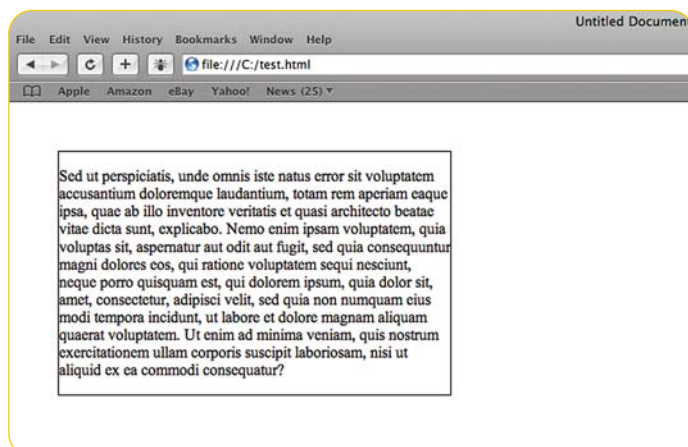 Untitled Documen
File Edit View History Bookmarks Window Help
file:///C:/test.html
Apple Amazon eBay Yahoo! News (25)
Sed ut perspiciatis, unde omnis iste natus error sit voluptatem
accusantium doloremque laudantium, totam rem aperiam eaque
ipsa, quae ab illo inventore veritatis et quasi architecto beatae
vitae dicta sunt, explicabo. Nemo enim ipsam voluptatem, quia
voluptas sit, aspernatur aut odit aut fugit, sed quia consequuntur
magni dolores eos, qui ratione voluptatem sequi nesciunt,
neque porro quisquam est, qui dolorem ipsum, quia dolor sit,
amet, consectetur, adipisci velit, sed quia non numquam eius
modi tempora incidunt, ut labore et dolore magnam aliquam
quaerat voluptatem. Ut enim ad minima veniam, quis nostrum
exercitationem ullam corporis suscipit laboriosam, nisi ut
aliquid ex ea commodi consequatur?